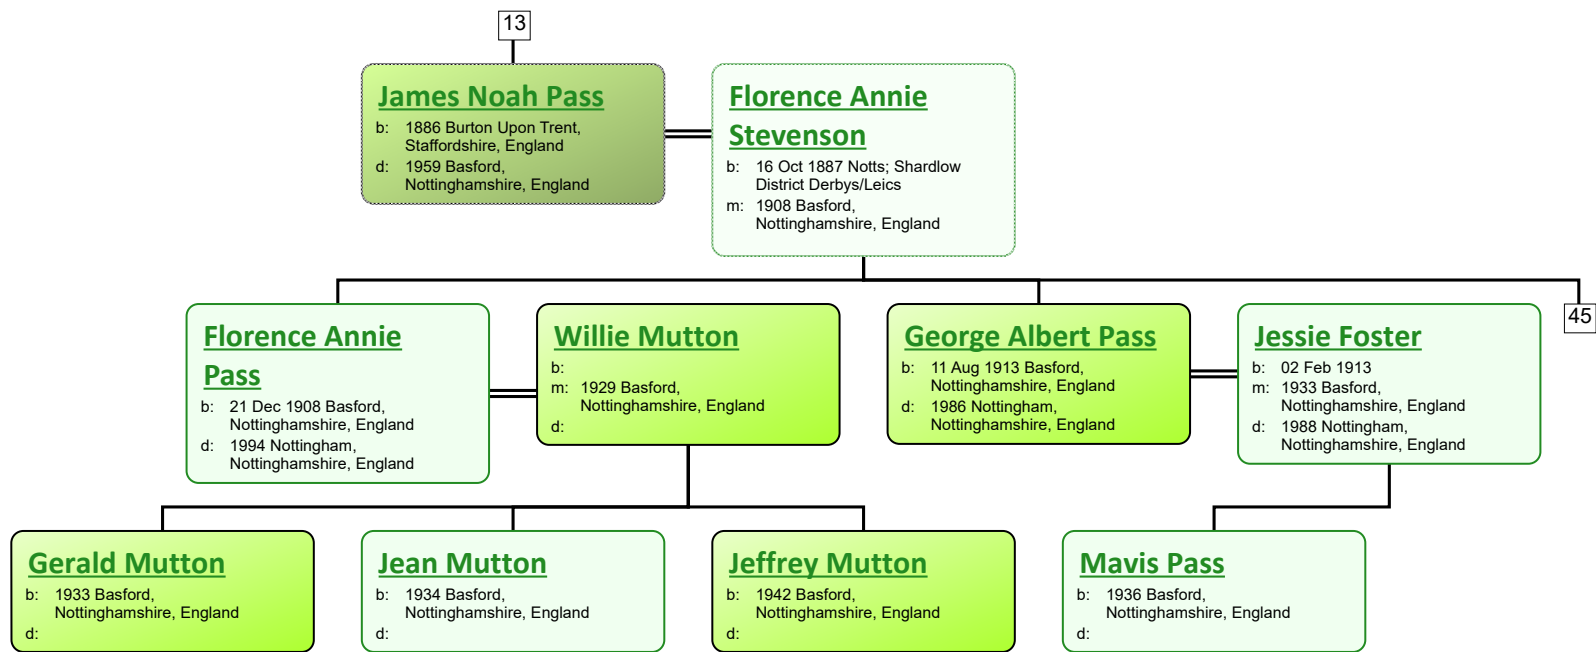 13
James Noah Pass
b: 1886 Burton Upon Trent,
Staffordshire, England
d: 1959 Basford,
Nottinghamshire, England
Florence Annie
Stevenson
b: 16 Oct 1887 Notts; Shardlow
District Derbys/Leics
m: 1908 Basford,
Nottinghamshire, England
Florence Annie
Pass
b: 21 Dec 1908 Basford,
Nottinghamshire, England
d: 1994 Nottingham,
Nottinghamshire, England
Willie Mutton
b:
m: 1929 Basford,
Nottinghamshire, England
d:
George Albert Pass
b: 11 Aug 1913 Basford,
Nottinghamshire, England
d: 1986 Nottingham,
Nottinghamshire, England
Jessie Foster
b: 02 Feb 1913
m: 1933 Basford,
Nottinghamshire, England
d: 1988 Nottingham,
Nottinghamshire, England
45
Gerald Mutton
b: 1933 Basford,
Nottinghamshire, England
d:
Jean Mutton
b: 1934 Basford,
Nottinghamshire, England
d:
Jeffrey Mutton
b: 1942 Basford,
Nottinghamshire, England
d:
Mavis Pass
b: 1936 Basford,
Nottinghamshire, England
d: